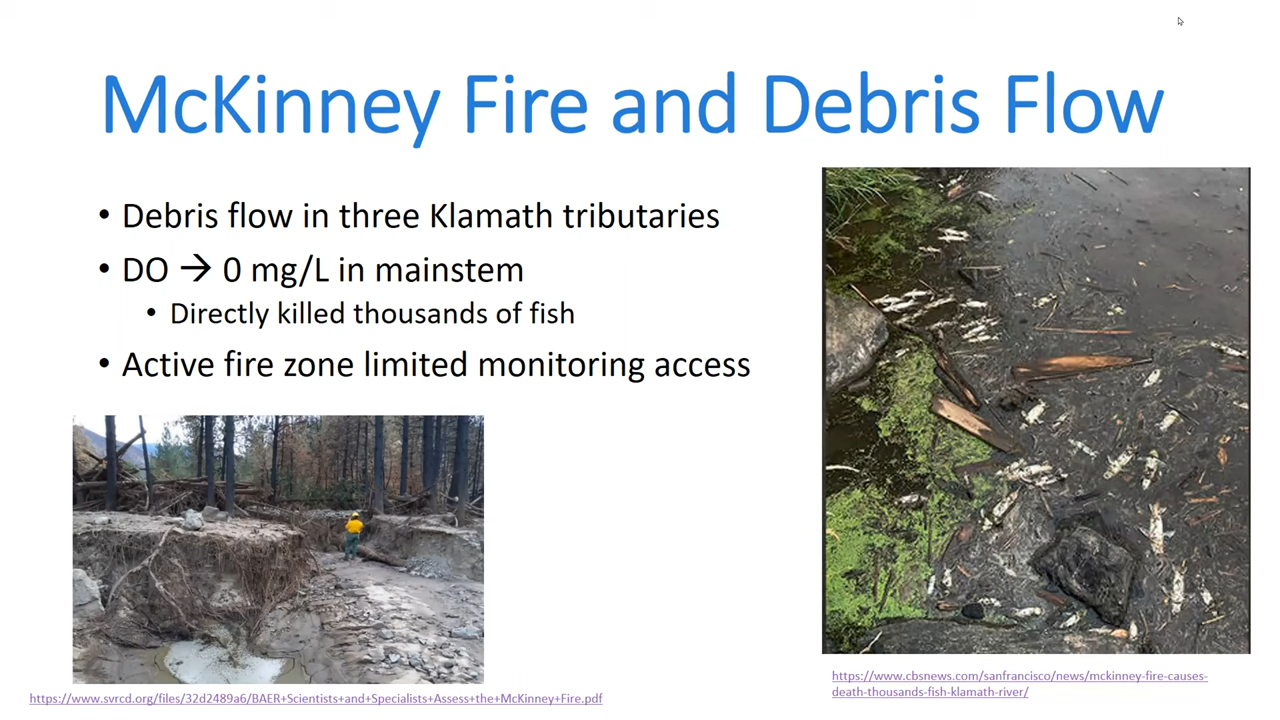 McKinney Fire and Debris Flow
• Debris flow in three Klamath tributaries
• DO → 0 mg/L in mainstem
• Directly killed thousands of fish
• Active fire zone limited monitoring access
https://www.svrcd.org/files/32d2489a6/BAER+Scientists+and+Specialists+Assess+the+McKinney+Fire.pdf
https://www.cbsnews.com/sanfrancisco/news/mckinney-fire-causes-
death-thousands-fish-klamath-river/